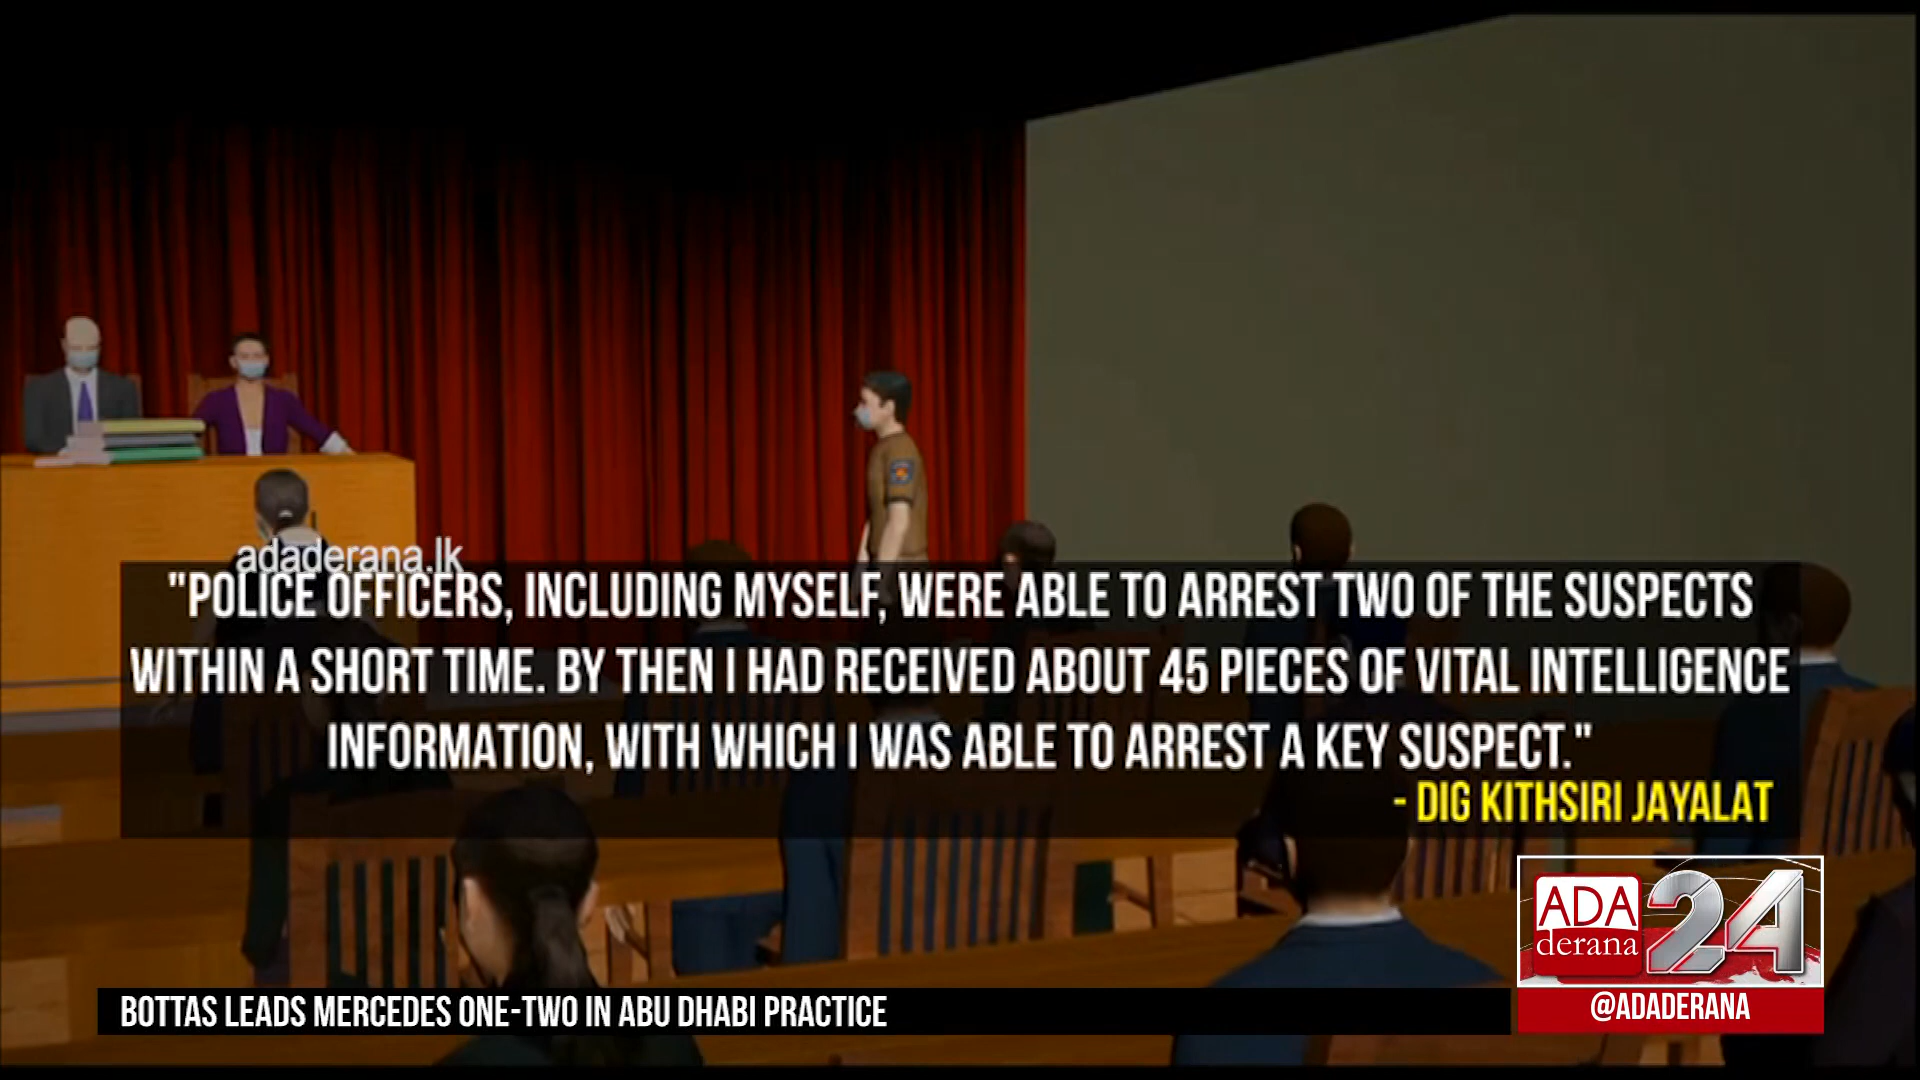 adaderana.lk
"POLICE OFFICERS, INCLUDING MYSELF, WERE ABLE TO ARREST TWO OF THE SUSPECTS
WITHIN A SHORT TIME. BY THEN I HAD RECEIVED ABOUT 45 PIECES OF VITAL INTELLIGENCE
INFORMATION, WITH WHICH I WAS ABLE TO ARREST A KEY SUSPECT."
- DIG KITHSIRI JAYALAT
ADA
derana
24
@ADADERANA
BOTTAS LEADS MERCEDES ONE-TWO IN ABU DHABI PRACTICE